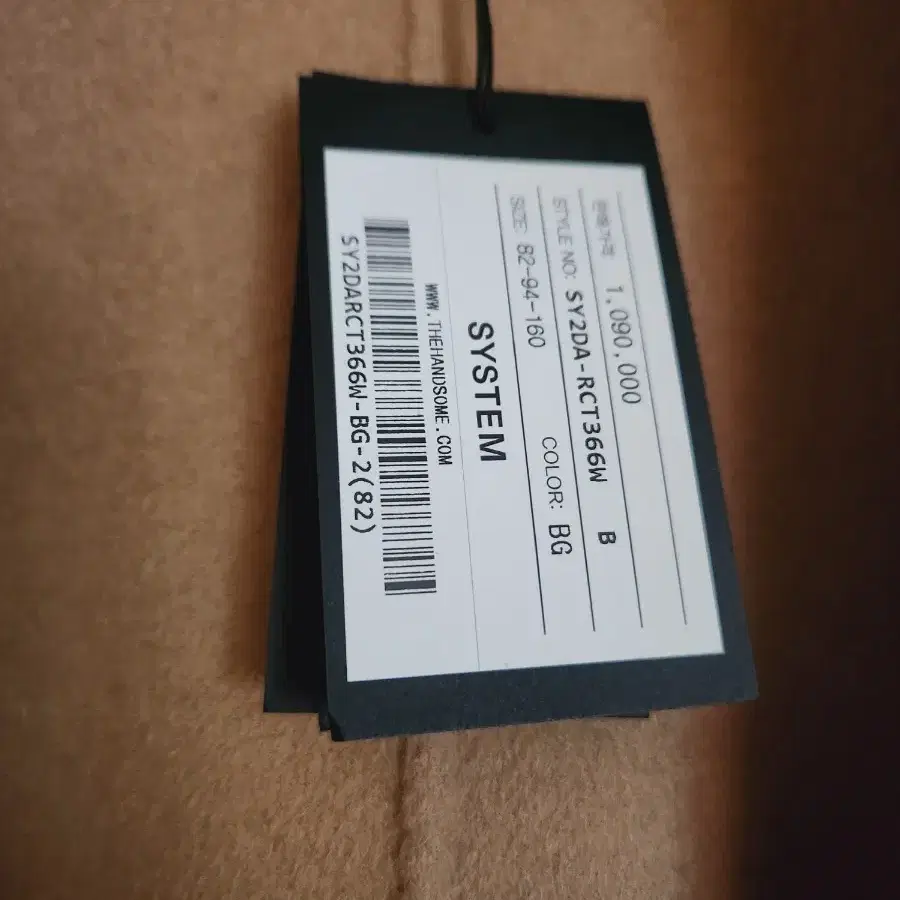 판매가격 1,090,000
STYLE NO: SY2DA-RCT366W B
SIZE: 82-94-160 COLOR: BG
SYSTEM
WWW.THEHANDSOME.COM
SY2DARCT366W-BG-2(82)